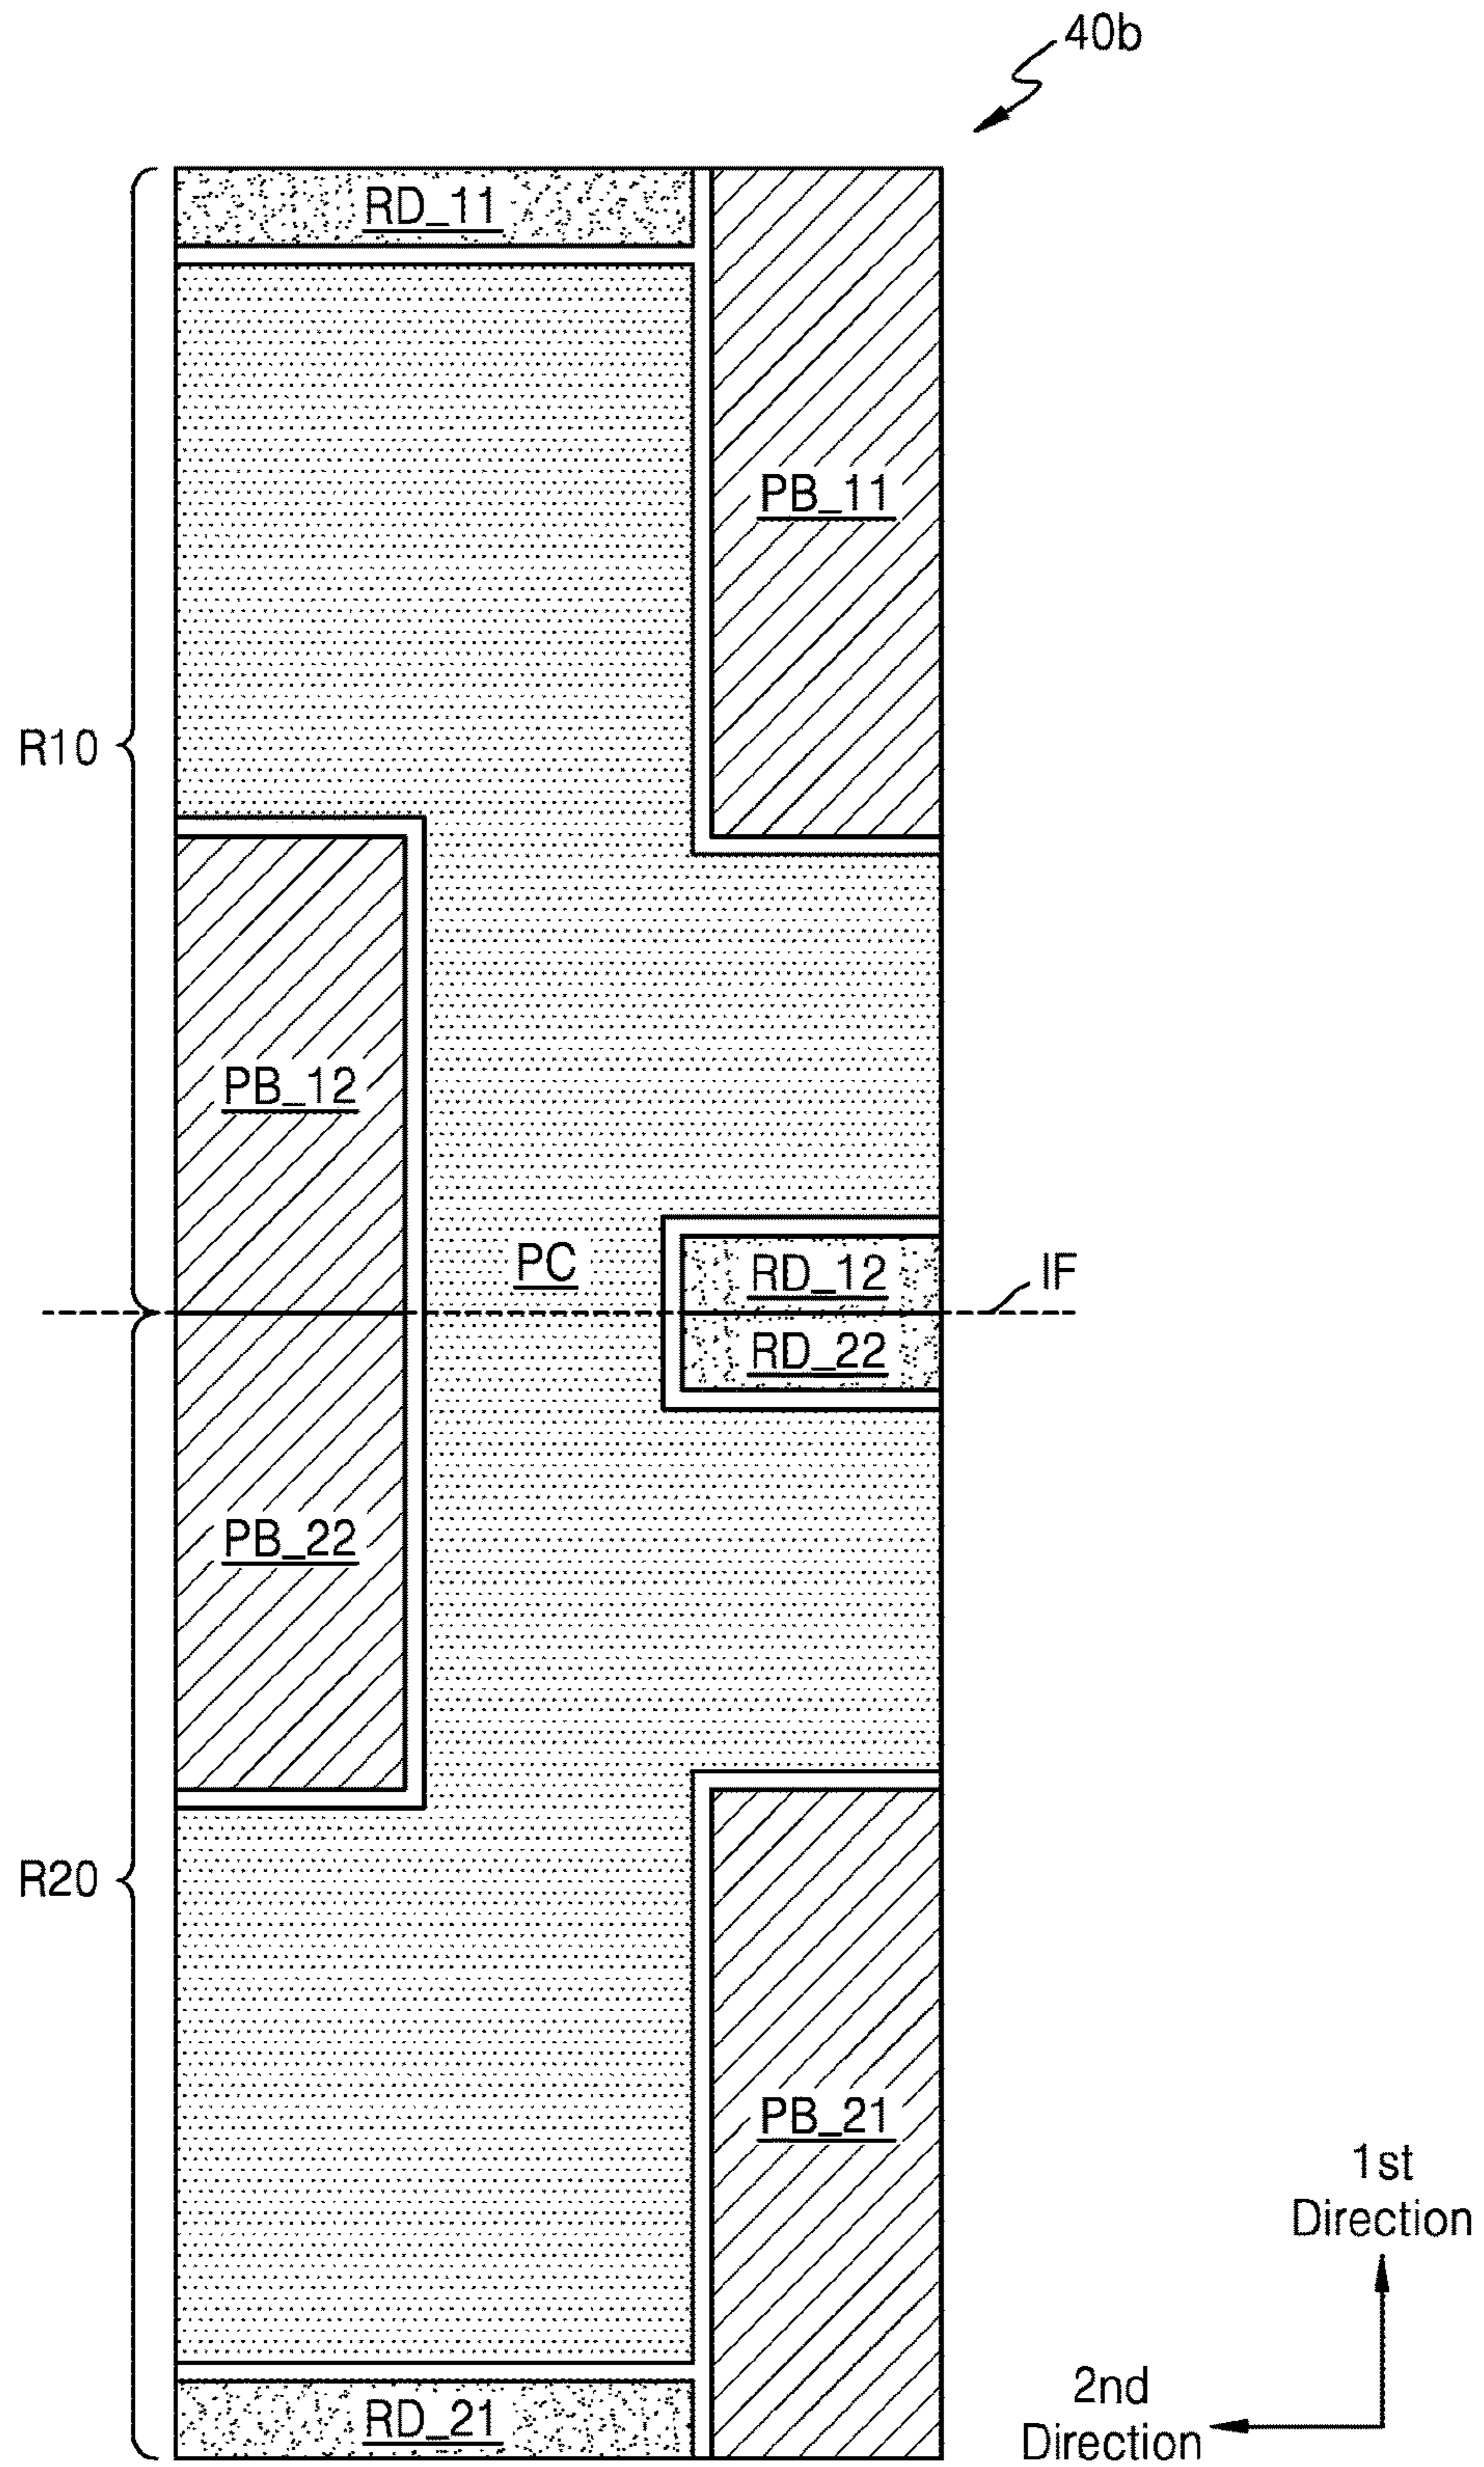 40b
RD_11
PB_11
R10
PB_12
PC
RD_12
IF
RD_22
PB_22
R20
PB_21
1st
Direction
2nd
Direction
RD_21